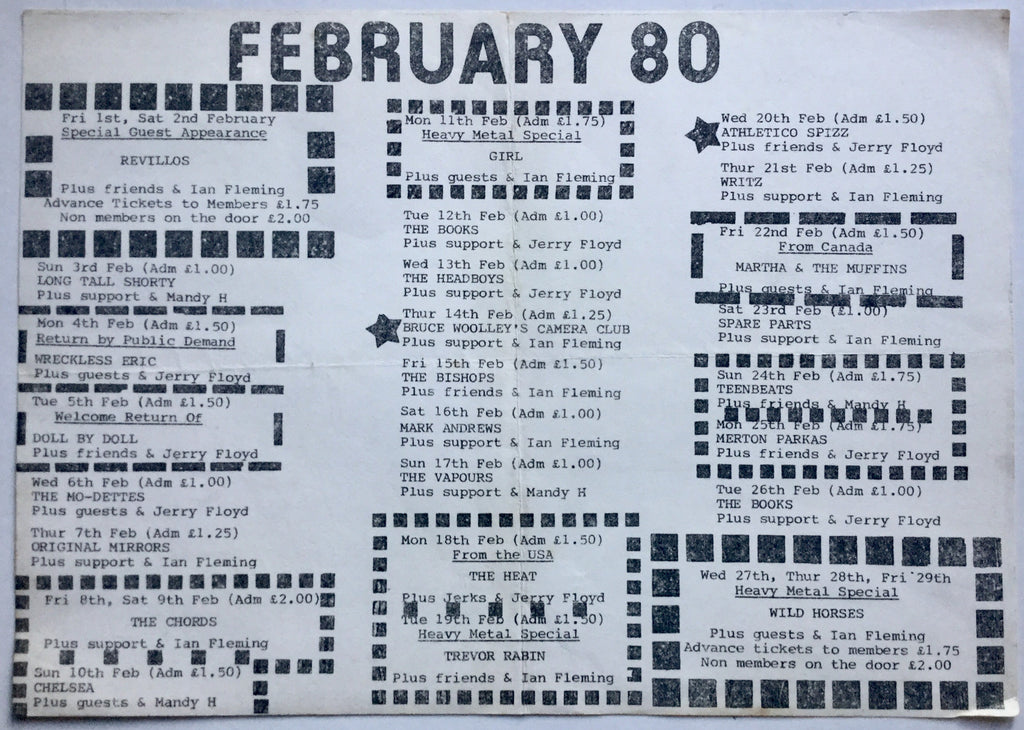 FEBRUARY 80
Fri 1st, Sat 2nd February
Special Guest Appearance
REVILLOS
Plus friends & Ian Fleming
Advance Tickets to Members £1.75
Non members on the door £2.00
Sun 3rd Feb (Adm £1.00)
LONG TALL SHORTY
Plus support & Mandy H
Mon 4th Feb (Adm £1.50)
Return by Public Demand
WRECKLESS ERIC
Plus guests & Jerry Floyd
Tue 5th Feb (Adm £1.50)
Welcome Return Of
DOLL BY DOLL
Plus friends & Jerry Floyd
Wed 6th Feb (Adm £1.00)
THE MO-DETTES
Plus guests & Jerry Floyd
Thur 7th Feb (Adm £1.25)
ORIGINAL MIRRORS
Plus support & Ian Fleming
Fri 8th, Sat 9th Feb (Adm £2.00)
THE CHORDS
Plus support & Ian Fleming
Sun 10th Feb (Adm £1.50)
CHELSEA
Plus guests & Mandy H
Mon 11th Feb (Adm £1.75)
Heavy Metal Special
GIRL
Plus guests & Ian Fleming
Tue 12th Feb (Adm £1.00)
THE BOOKS
Plus support & Jerry Floyd
Wed 13th Feb (Adm £1.00)
THE HEADBOYS
Plus support & Jerry Floyd
Thur 14th Feb (Adm £1.25)
BRUCE WOOLLEY'S CAMERA CLUB
Plus support & Ian Fleming
Fri 15th Feb (Adm £1.50)
THE BISHOPS
Plus friends & Ian Fleming
Sat 16th Feb (Adm £1.00)
MARK ANDREWS
Plus support & Ian Fleming
Sun 17th Feb (Adm £1.00)
THE VAPOURS
Plus support & Mandy H
Mon 18th Feb (Adm £1.50)
From the USA
THE HEAT
Plus Jerks & Jerry Floyd
Tue 19th Feb (Adm £1.50)
Heavy Metal Special
TREVOR RABIN
Plus friends & Ian Fleming
Wed 20th Feb (Adm £1.50)
ATHLETICO SPIZZ
Plus friends & Jerry Floyd
Thur 21st Feb (Adm £1.25)
WRITZ
Plus support & Ian Fleming
Fri 22nd Feb (Adm £1.50)
From Canada
MARTHA & THE MUFFINS
Plus guests & Ian Fleming
Sat 23rd Feb (£1.00)
SPARE PARTS
Plus support & Ian Fleming
Sun 24th Feb (Adm £1.75)
TEENBEATS
Plus friends & Mandy H
Mon 25th Feb (Adm £1.75)
MERTON PARKAS
Plus friends & Jerry Floyd
Tue 26th Feb (Adm £1.00)
THE BOOKS
Plus support & Jerry Floyd
Wed 27th, Thur 28th, Fri 29th
Heavy Metal Special
WILD HORSES
Plus guests & Ian Fleming
Advance tickets to members £1.75
Non members on the door £2.00